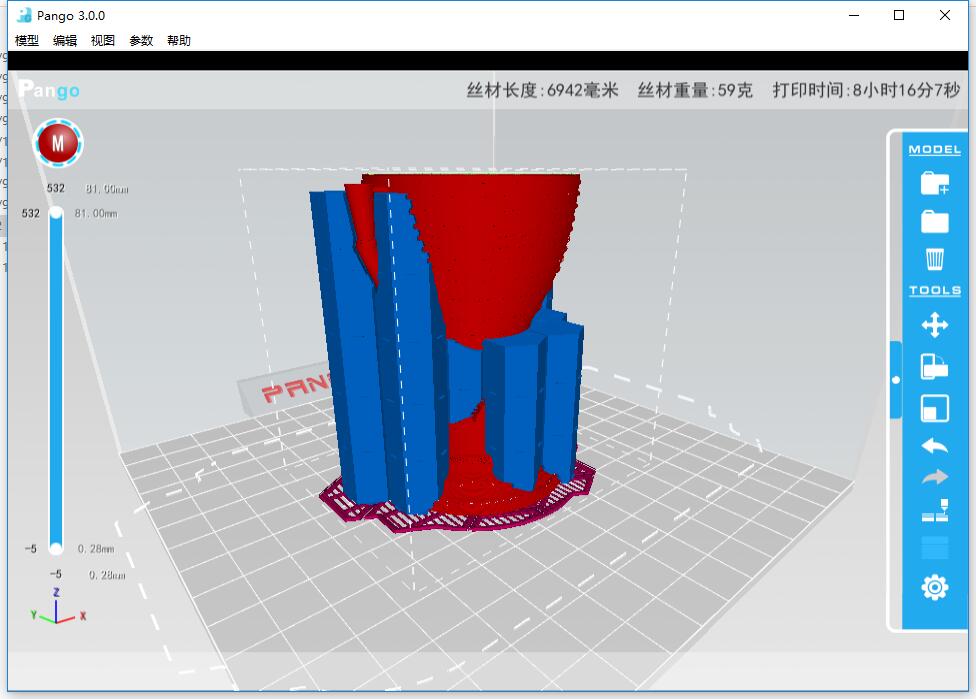 Pango 3.0.0
模型 编辑 视图 参数 帮助
Pango 丝材长度:6942毫米 丝材重量:59克 打印时间:8小时16分7秒
M
MODEL
532 81.00mm
532 81.00mm
TOOLS
-5 0.28mm
-5 0.28mm
Z
Y X